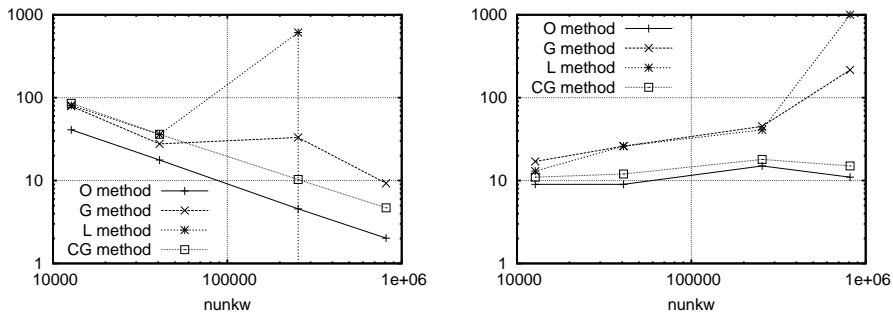 1000
100
10
1
10000
100000
1e+06
nunkw
O method
G method
L method
CG method
1000
100
10
1
10000
100000
1e+06
nunkw
O method
G method
L method
CG method